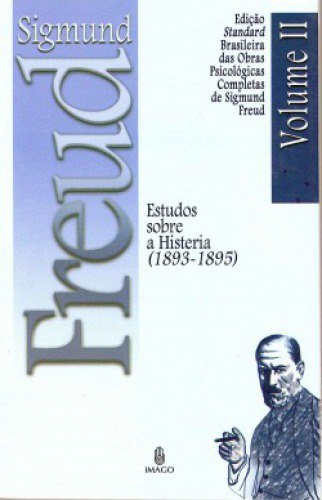 Sigmund
Freud
Edição
Standard
Brasileira
das Obras
Psicológicas
Completas
de Sigmund
Freud
Volume II
Estudos
sobre
a Histeria
(1893-1895)
IMAGO